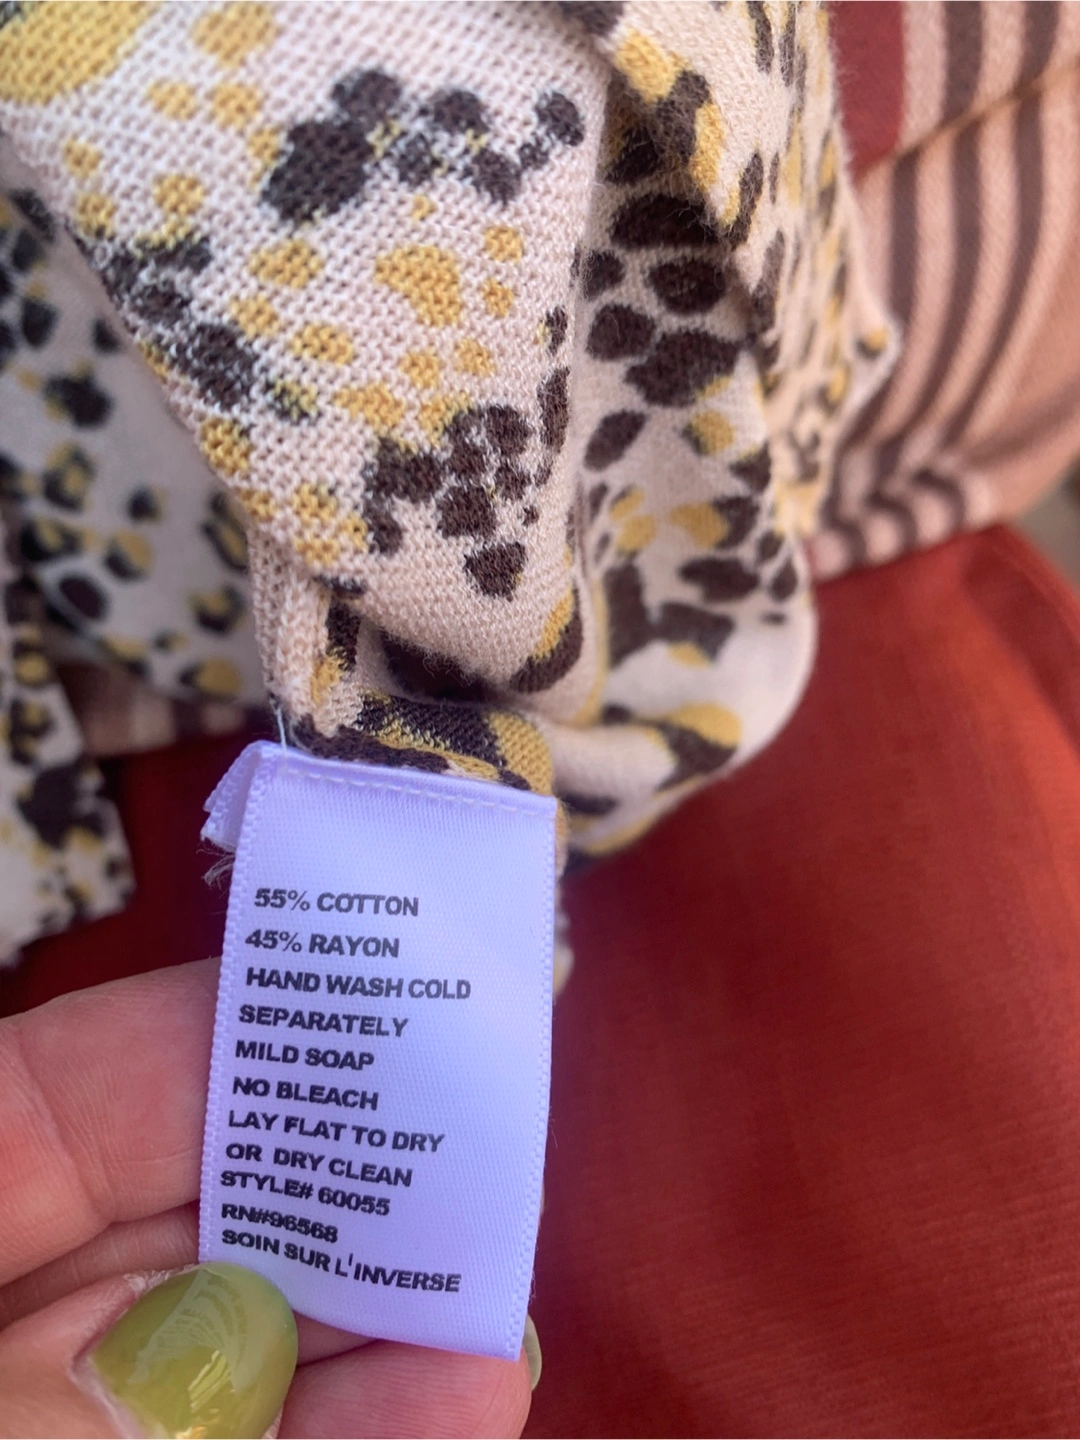 55% COTTON
45% RAYON
HAND WASH COLD
SEPARATELY
MILD SOAP
NO BLEACH
LAY FLAT TO DRY
OR DRY CLEAN
STYLE# 60055
RN#96568
SOIN SUR L'INVERSE